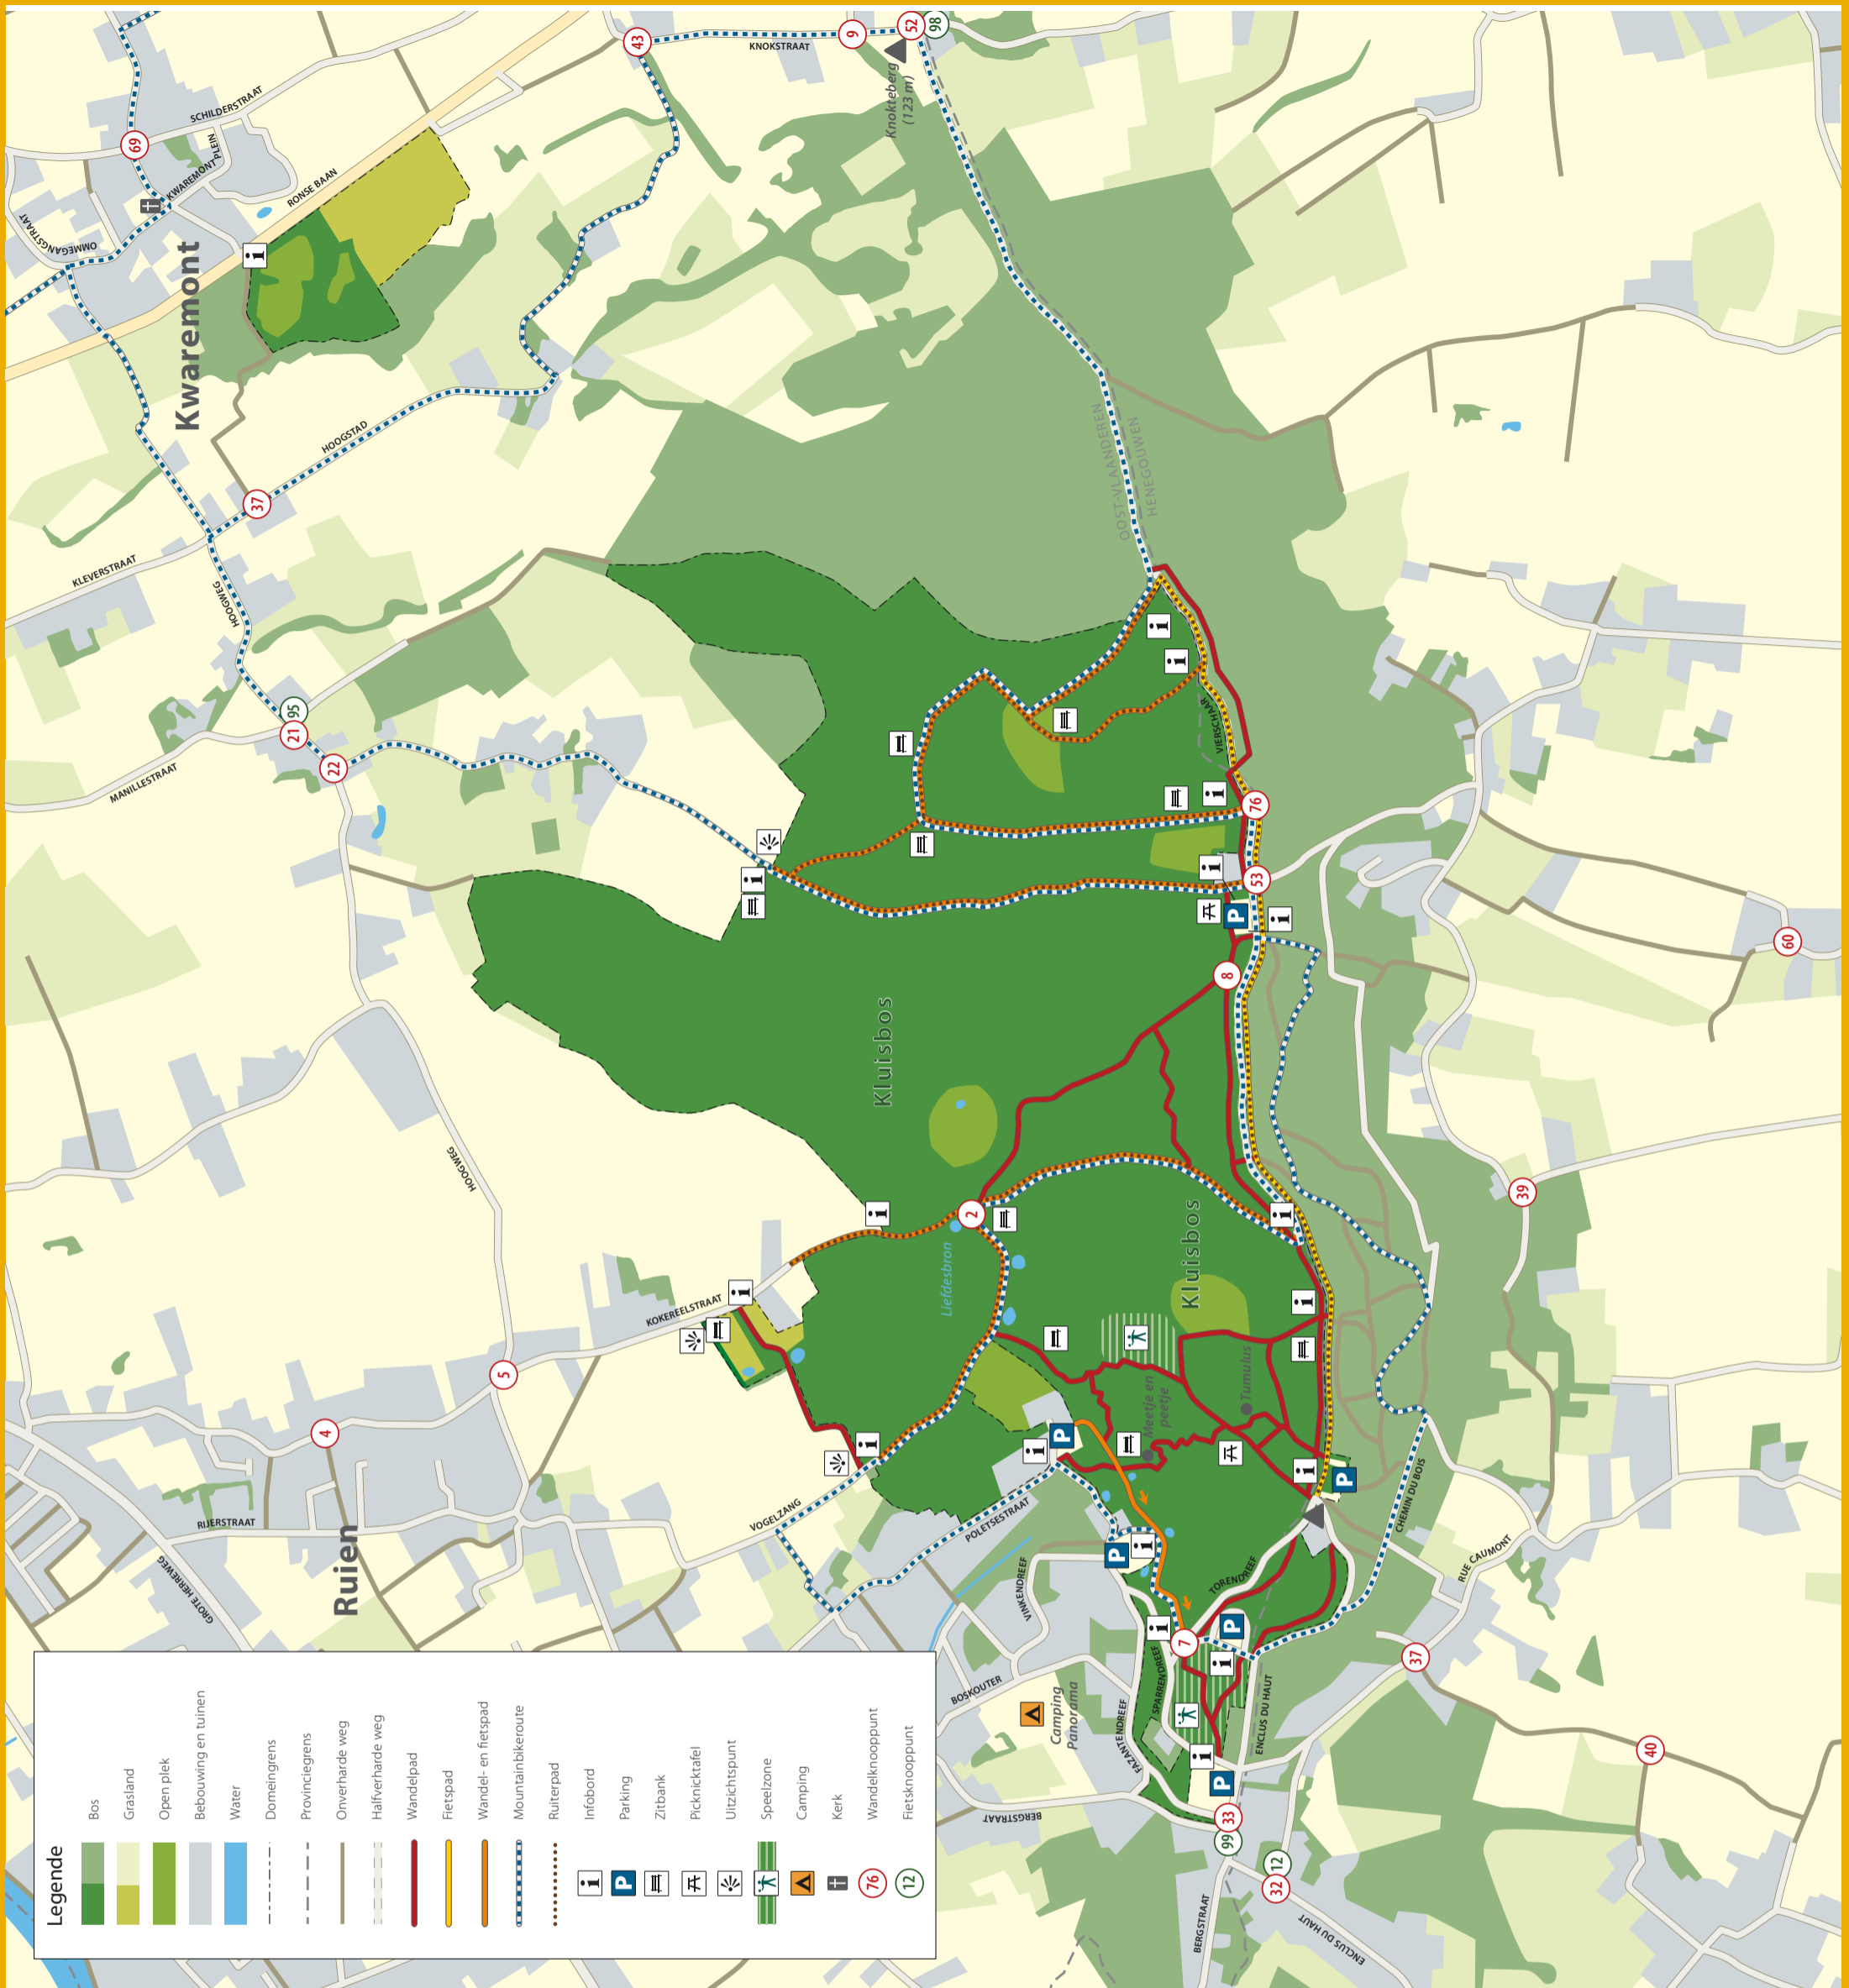 Legende
Bos
Grasland
Open plek
Bebouwing en tuinen
Water
Domeingrens
Provinciegrens
Onverharde weg
Halfverharde weg
Wandelpad
Fietspad
Wandel- en fietspad
Mountainbikeroute
Ruiterpad
Infobord
Parking
Zitbank
Picknicktafel
Uitzichtspunt
Speelzone
Camping
Kerk
76
Wandelknooppunt
12
Fietsknooppunt
Ruien
Kwaremont
Kluisbos
Kluisbos
Liefdesbron
Meetje en
peetje
Tumulus
Camping
Panorama
Knokteberg
(123 m)
OOST-VLAANDEREN
HENEGOUWEN
GROTE HERREWEG
RIJERSTRAAT
HOOGWEG
KOKEREELSTRAAT
VOGELZANG
POLETSESTRAAT
VINKENDREEF
BOSKOUTER
FAZANTENDREEF
SPARRENDREEF
TORENDREEF
BERGSTRAAT
BERGSTRAAT
ENCLUS DU HAUT
ENCLUS DU HAUT
RUE CAUMONT
CHEMIN DU BOIS
VIERSCHAAR
MANILLESTRAAT
KLEVERSTRAAT
HOOGWEG
HOOGSTAD
OMMEGANGSTRAAT
KWAREMONT
PLEIN
SCHILDERSTRAAT
RONSE BAAN
KNOKSTRAAT
69
43
9
52
98
37
95
21
22
5
4
2
8
53
76
60
39
7
37
40
33
99
12
32
P
P
P
P
P
P